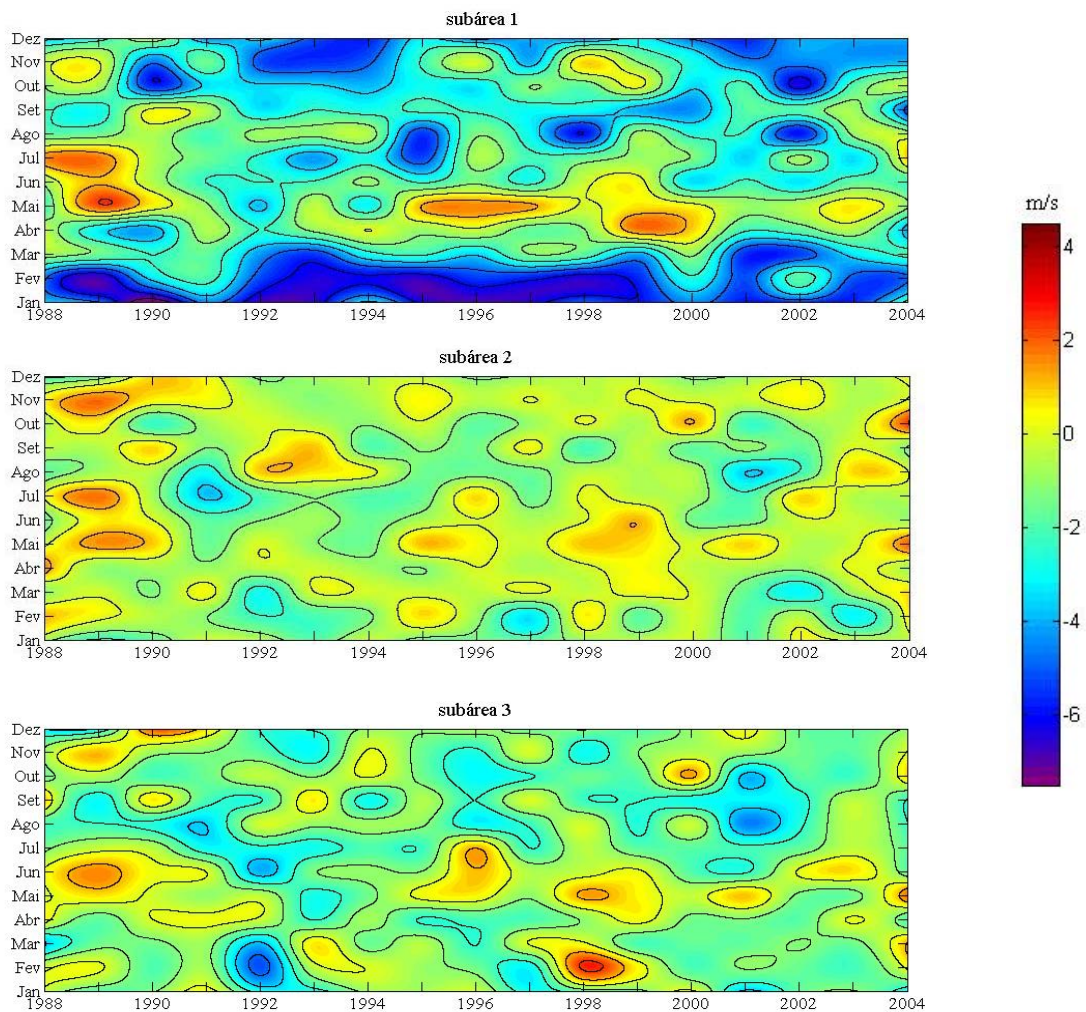 subárea 1
Dez
Nov
Out
Set
Ago
Jul
Jun
Mai
Abr
Mar
Fev
Jan
1988 1990 1992 1994 1996 1998 2000 2002 2004
subárea 2
Dez
Nov
Out
Set
Ago
Jul
Jun
Mai
Abr
Mar
Fev
Jan
1988 1990 1992 1994 1996 1998 2000 2002 2004
subárea 3
Dez
Nov
Out
Set
Ago
Jul
Jun
Mai
Abr
Mar
Fev
Jan
1988 1990 1992 1994 1996 1998 2000 2002 2004
m/s
4
2
0
-2
-4
-6